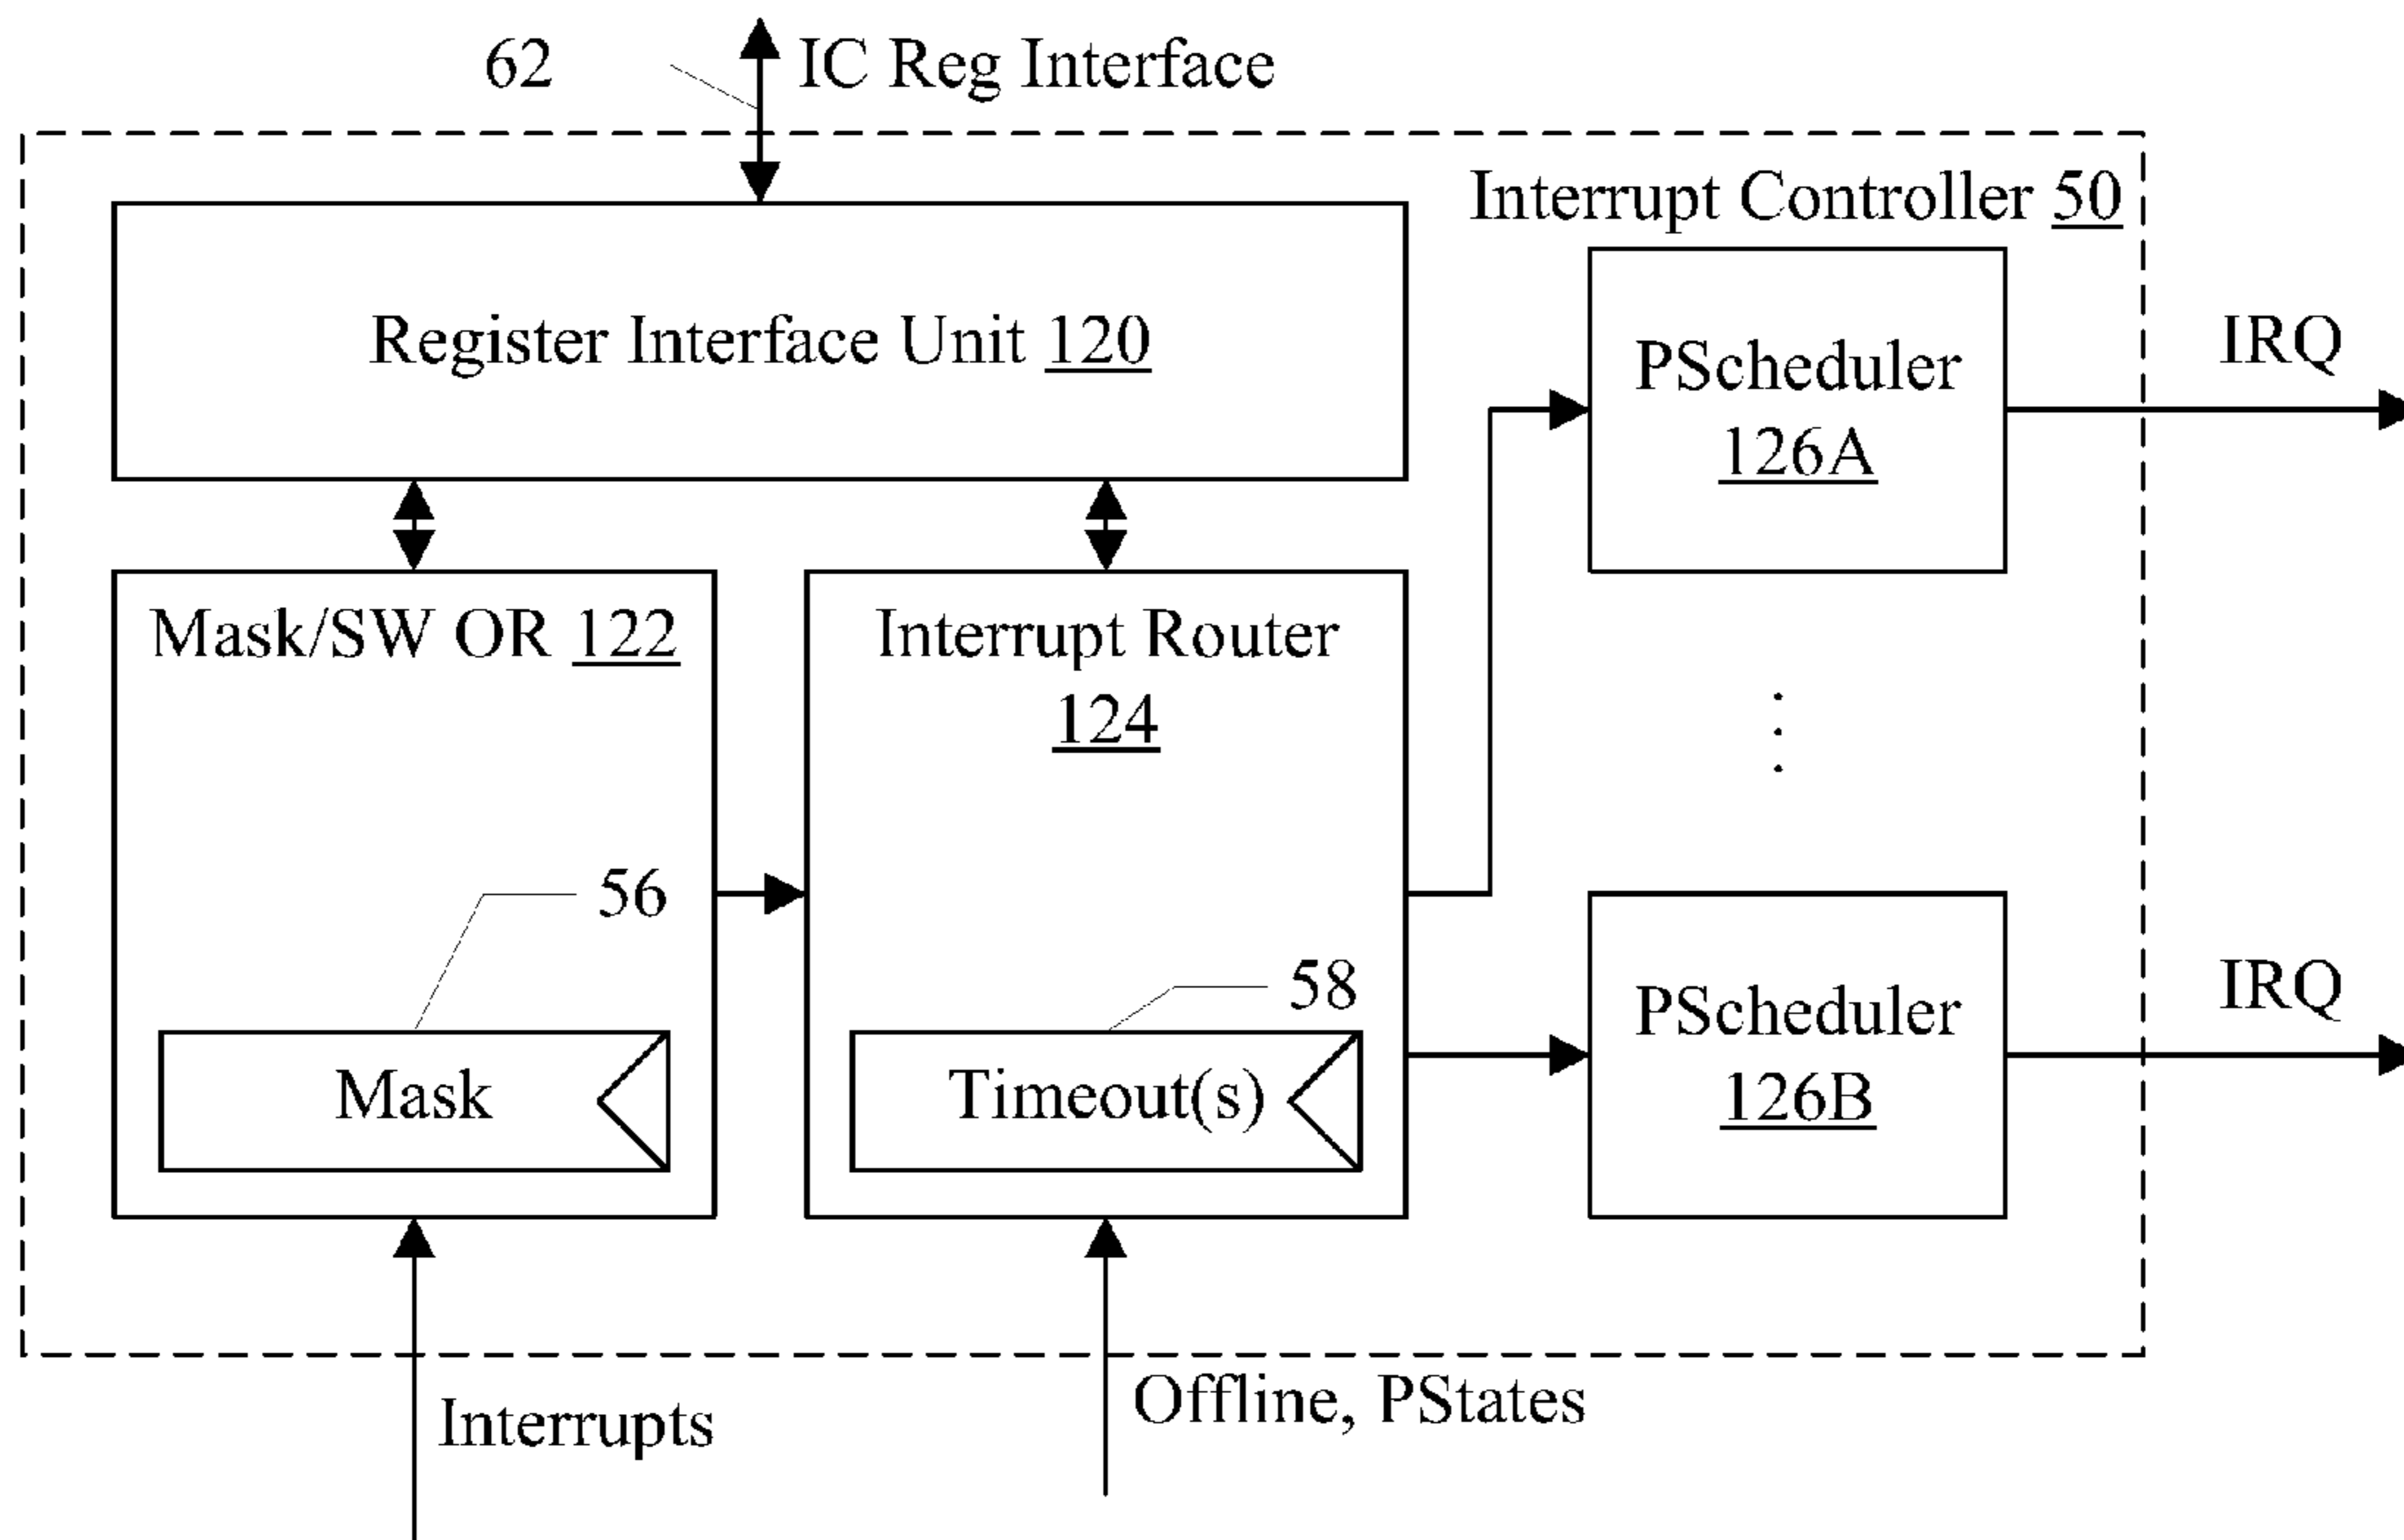 62
IC Reg Interface
Interrupt Controller 50
Register Interface Unit 120
PScheduler
126A
IRQ
Mask/SW OR 122
Interrupt Router
124
56
58
Mask
Timeout(s)
PScheduler
126B
IRQ
Interrupts
Offline, PStates